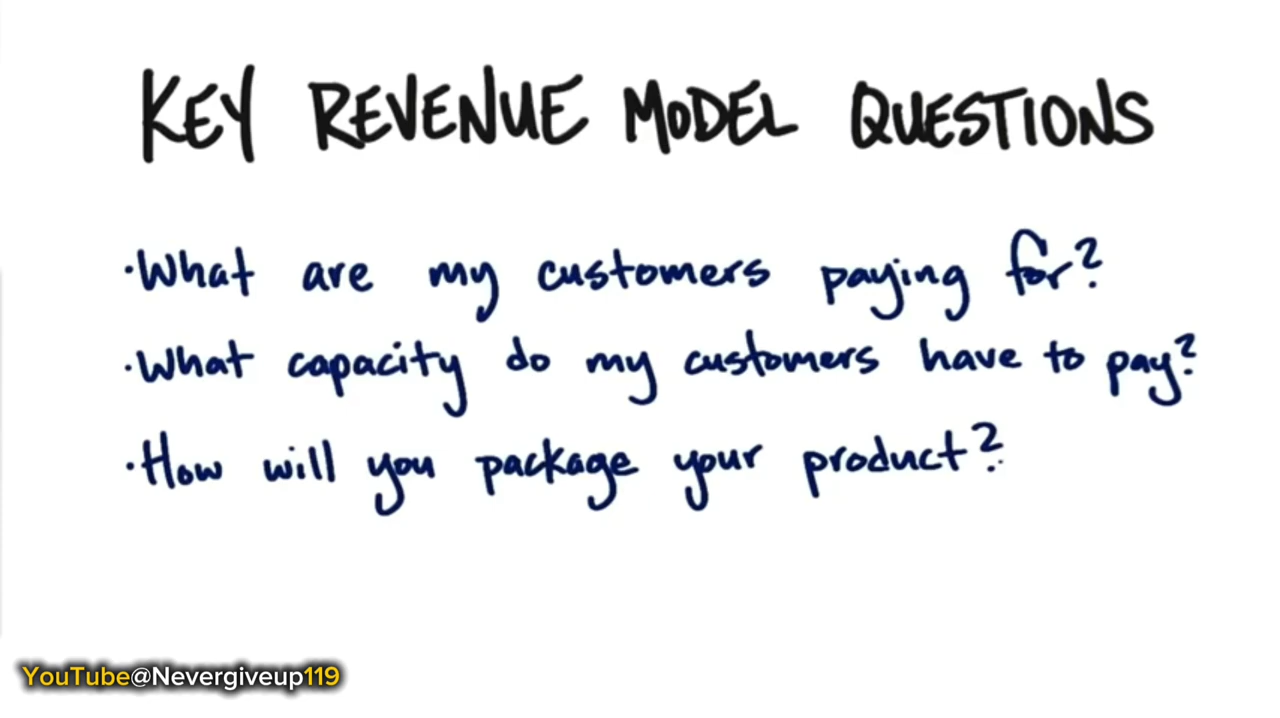 KEY REVENUE MODEL QUESTIONS
·What are my customers paying for?
·What capacity do my customers have to pay?
·How will you package your product?
YouTube@Nevergiveup119